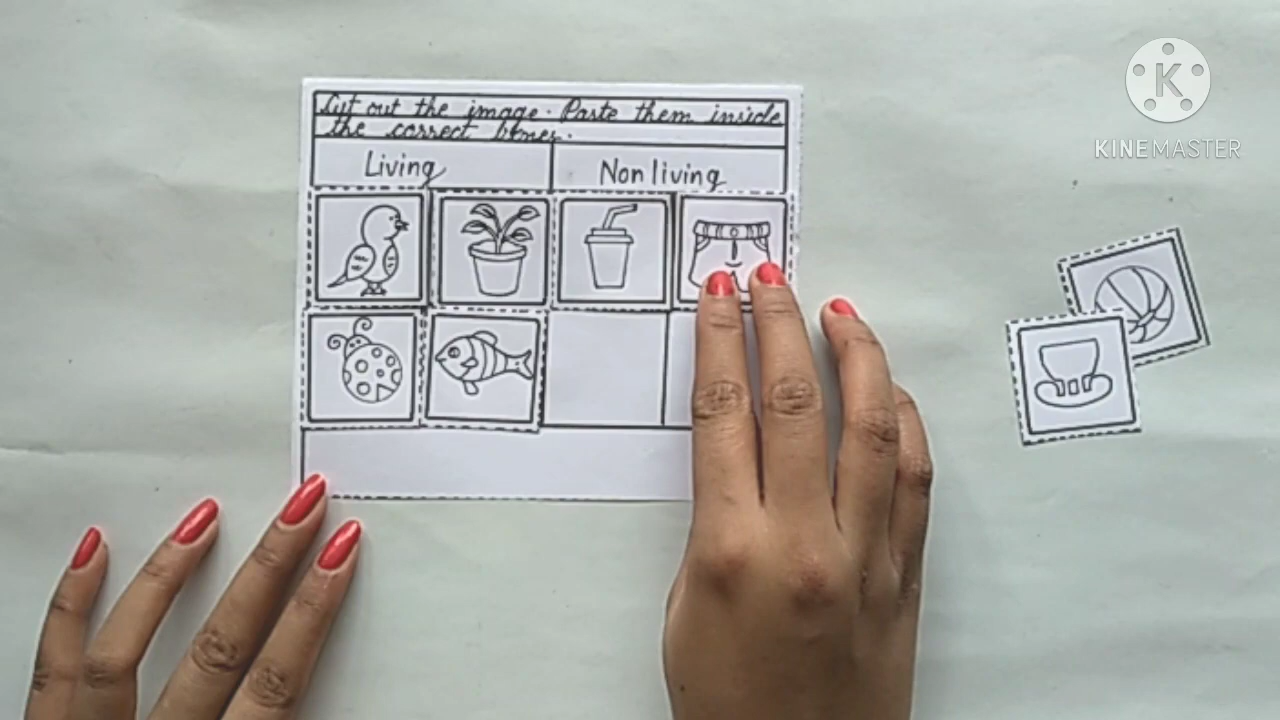 Cut out the image. Paste them inside
the correct boxes.
Living
Non living
K
KINEMASTER